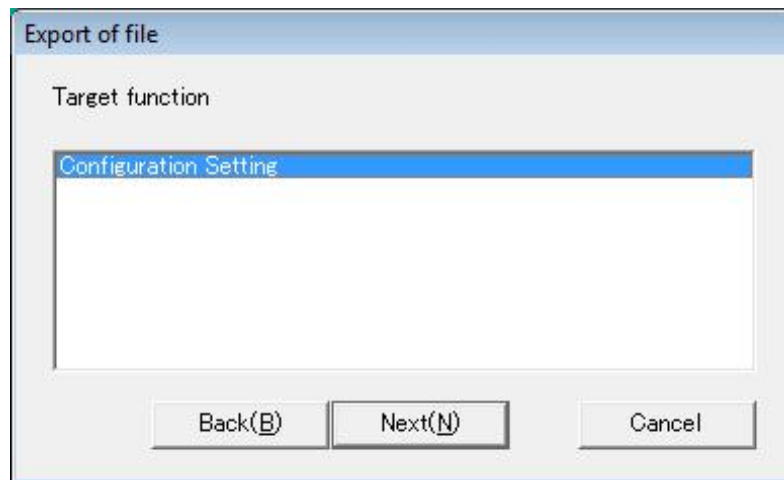 Export of file
Target function
Configuration Setting
Back(B) Next(N) Cancel